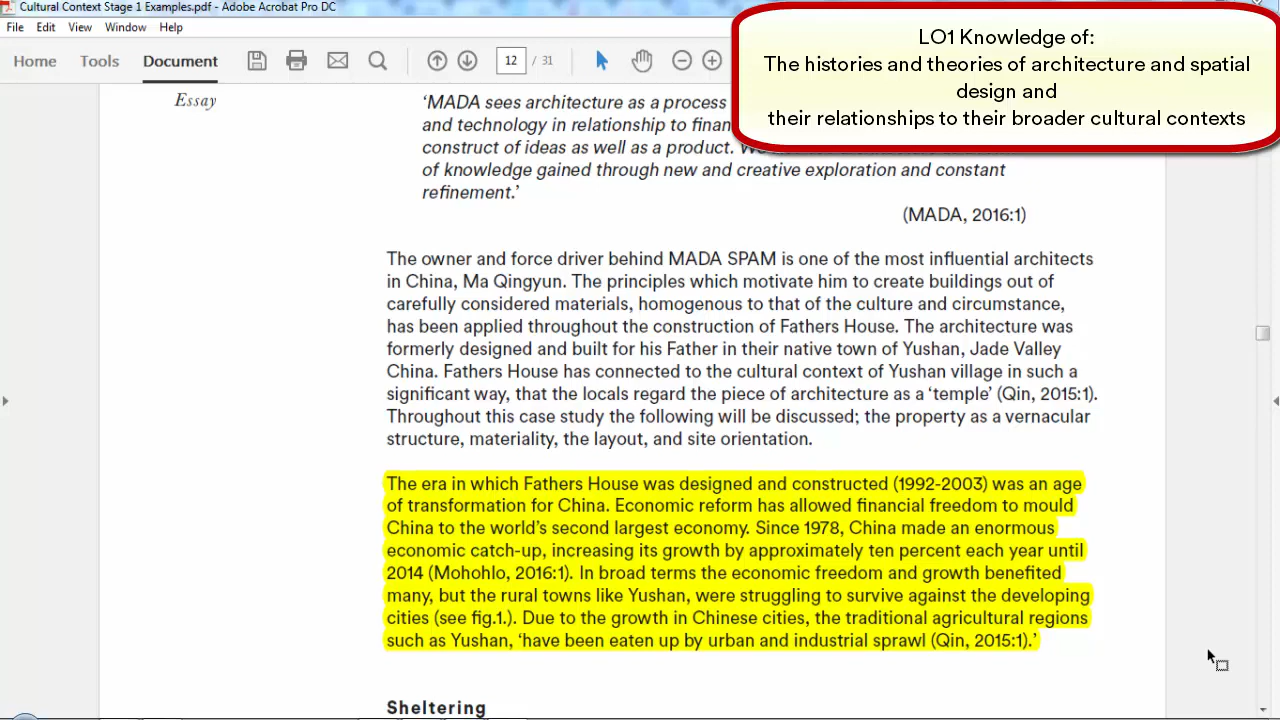 Cultural Context Stage 1 Examples.pdf - Adobe Acrobat Pro DC
File Edit View Window Help
Home Tools Document 12 / 31
LO1 Knowledge of:
The histories and theories of architecture and spatial
design and
their relationships to their broader cultural contexts
Essay
‘MADA sees architecture as a process
and technology in relationship to
construct of ideas as well as a product.
of knowledge gained through new and creative exploration and constant
refinement.’
(MADA, 2016:1)
The owner and force driver behind MADA SPAM is one of the most influential architects
in China, Ma Qingyun. The principles which motivate him to create buildings out of
carefully considered materials, homogenous to that of the culture and circumstance,
has been applied throughout the construction of Fathers House. The architecture was
formerly designed and built for his Father in their native town of Yushan, Jade Valley
China. Fathers House has connected to the cultural context of Yushan village in such a
significant way, that the locals regard the piece of architecture as a ‘temple’ (Qin, 2015:1).
Throughout this case study the following will be discussed; the property as a vernacular
structure, materiality, the layout, and site orientation.
The era in which Fathers House was designed and constructed (1992-2003) was an age
of transformation for China. Economic reform has allowed financial freedom to mould
China to the world’s second largest economy. Since 1978, China made an enormous
economic catch-up, increasing its growth by approximately ten percent each year until
2014 (Mohohlo, 2016:1). In broad terms the economic freedom and growth benefited
many, but the rural towns like Yushan, were struggling to survive against the developing
cities (see fig.1.). Due to the growth in Chinese cities, the traditional agricultural regions
such as Yushan, ‘have been eaten up by urban and industrial sprawl (Qin, 2015:1).’
Sheltering